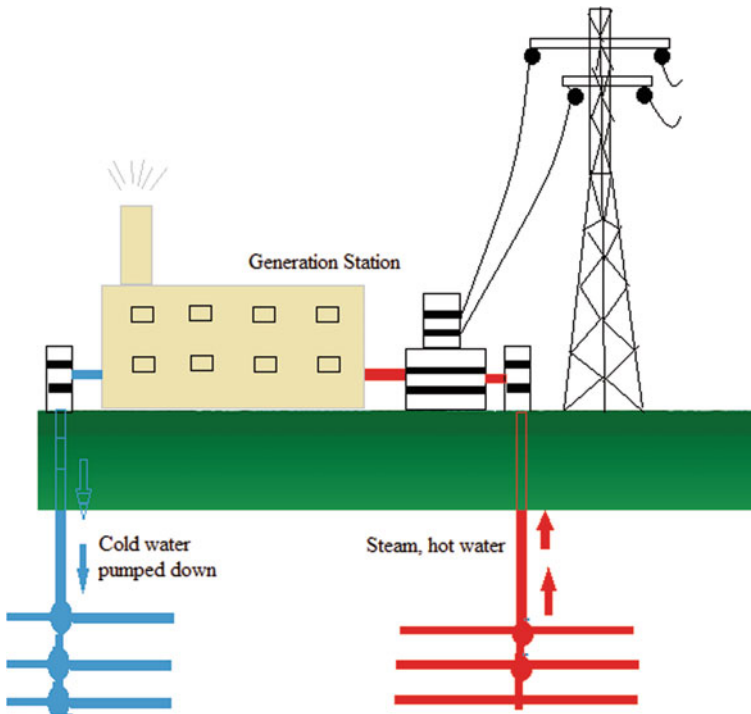 Generation Station
Cold water
pumped down
Steam, hot water